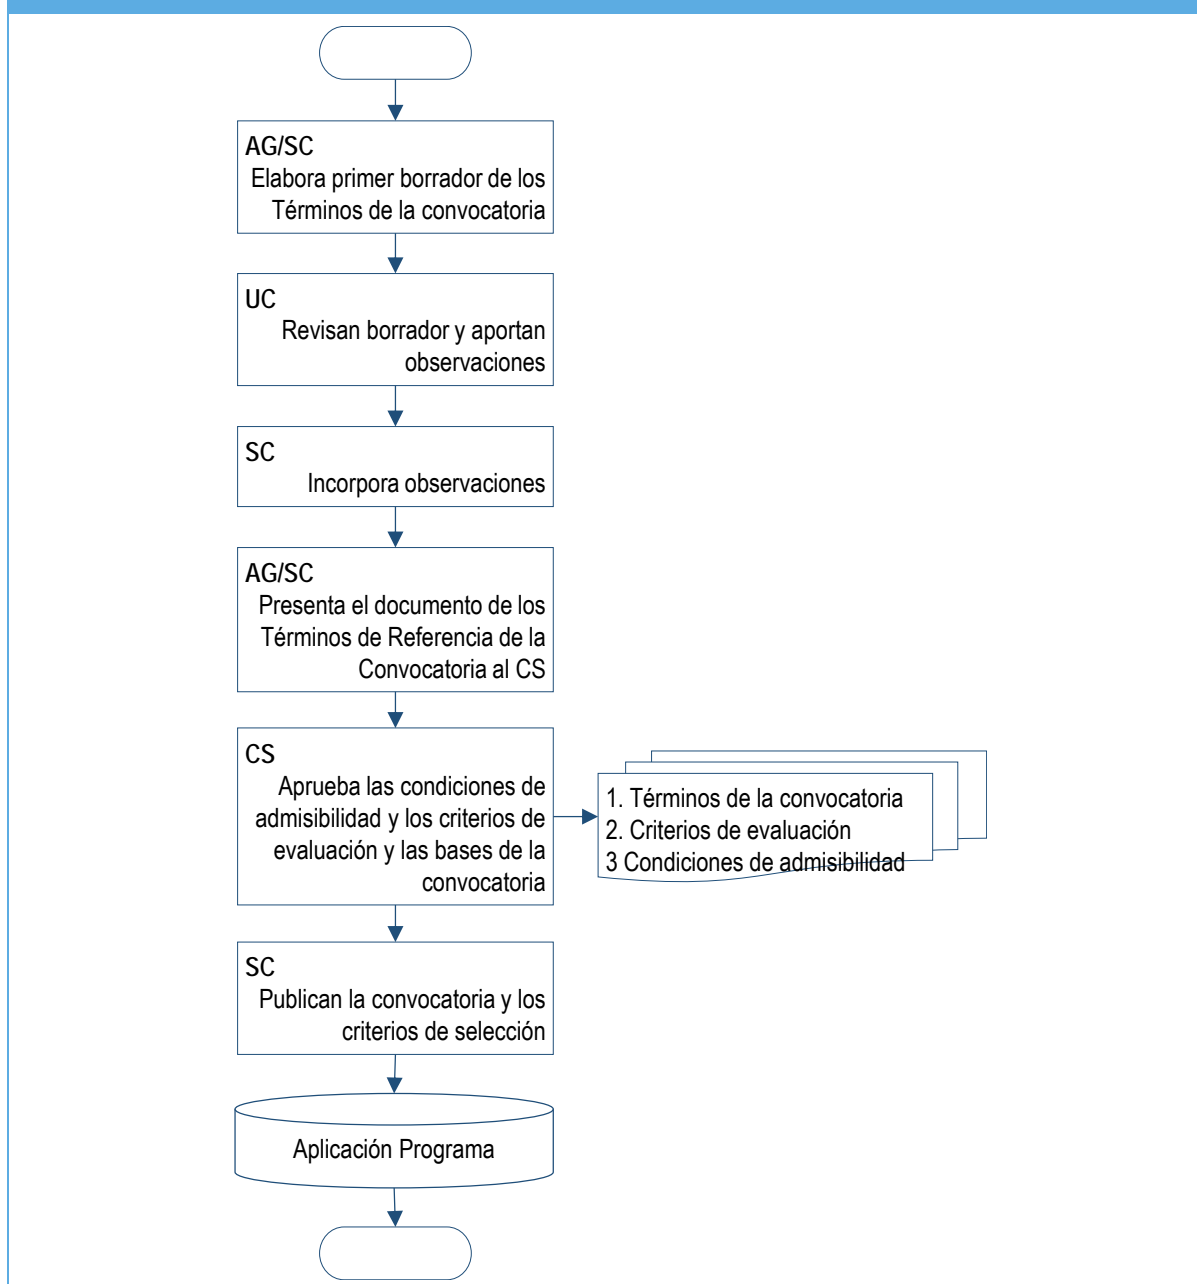 AG/SC
Elabora primer borrador de los
Términos de la convocatoria
UC
Revisan borrador y aportan
observaciones
SC
Incorpora observaciones
AG/SC
Presenta el documento de los
Términos de Referencia de la
Convocatoria al CS
CS
Aprueba las condiciones de
admisibilidad y los criterios de
evaluación y las bases de la
convocatoria
1. Términos de la convocatoria
2. Criterios de evaluación
3 Condiciones de admisibilidad
SC
Publican la convocatoria y los
criterios de selección
Aplicación Programa